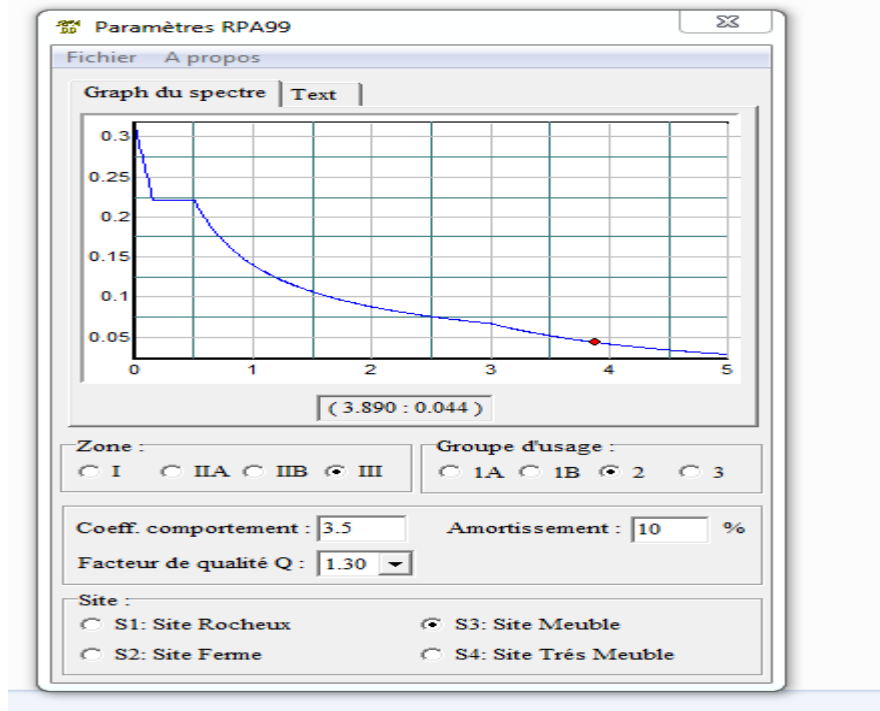 RPA DD Paramètres RPA99
Fichier A propos
Graph du spectre Text
0.3
0.25
0.2
0.15
0.1
0.05
0 1 2 3 4 5
( 3.890 : 0.044 )
Zone : Groupe d'usage :
I IIA IIB III 1A 1B 2 3
Coeff. comportement : 3.5 Amortissement : 10 %
Facteur de qualité Q : 1.30
Site :
S1: Site Rocheux S3: Site Meuble
S2: Site Ferme S4: Site Trés Meuble